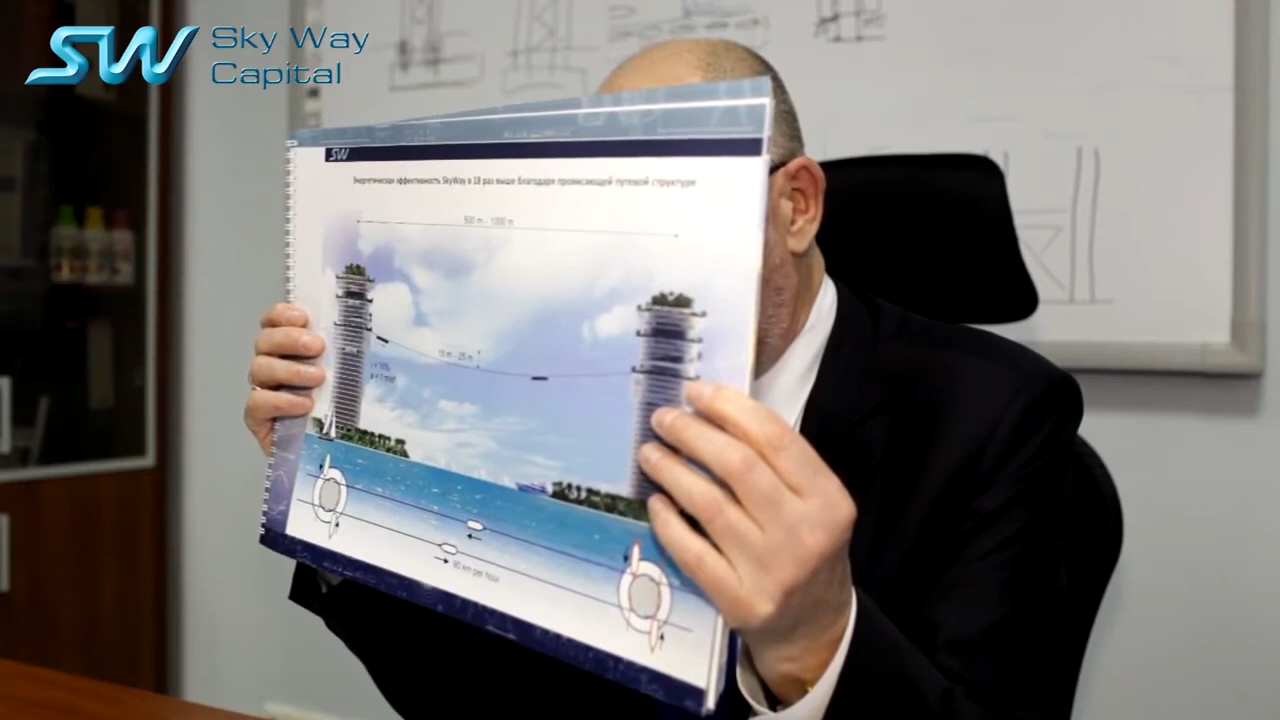 SW Sky Way
Capital
SW
Энергетическая эффективность SkyWay в 18 раз выше благодаря провисающей путевой структуре
500 m - 1000 m
15 m - 25 m
90 km per hour